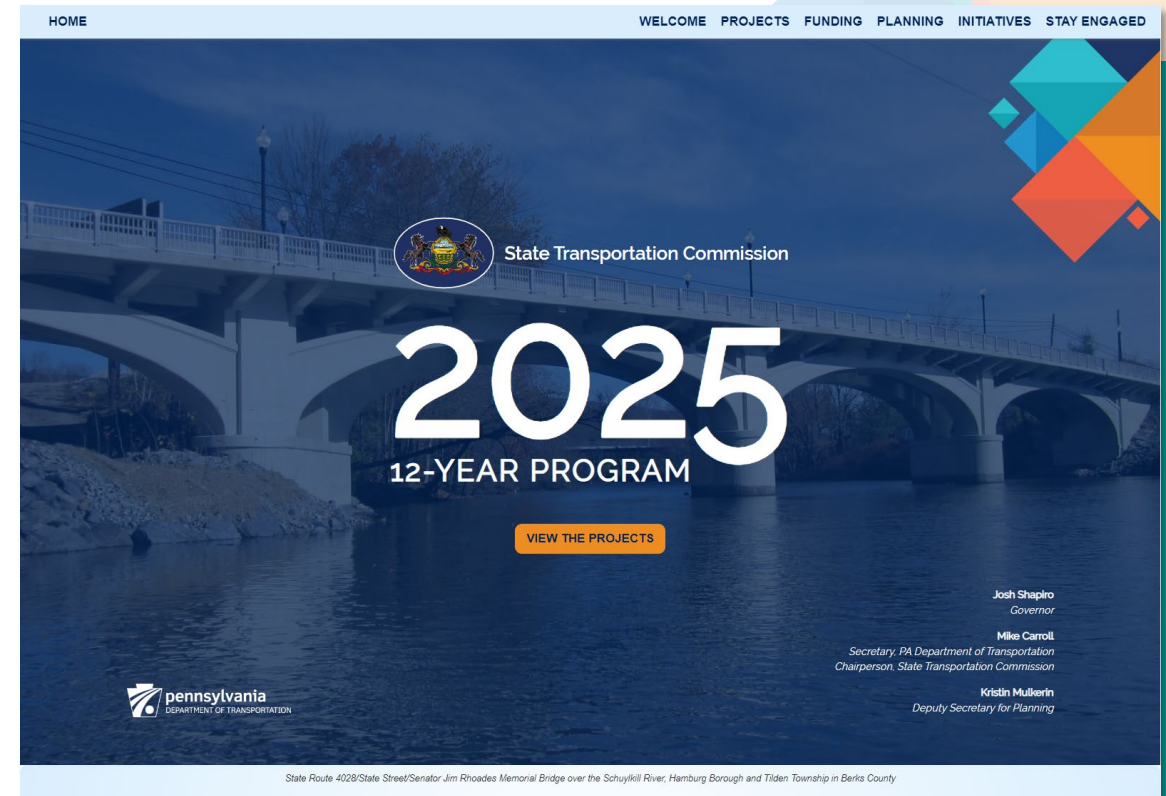 HOME
WELCOME PROJECTS FUNDING PLANNING INITIATIVES STAY ENGAGED
State Transportation Commission
2025
12-YEAR PROGRAM
VIEW THE PROJECTS
Josh Shapiro
Governor
Mike Carroll
Secretary, PA Department of Transportation
Chairperson, State Transportation Commission
Kristin Mulkerin
Deputy Secretary for Planning
pennsylvania
DEPARTMENT OF TRANSPORTATION
State Route 4028/State Street/Senator Jim Rhoades Memorial Bridge over the Schuylkill River, Hamburg Borough and Tilden Township in Berks County